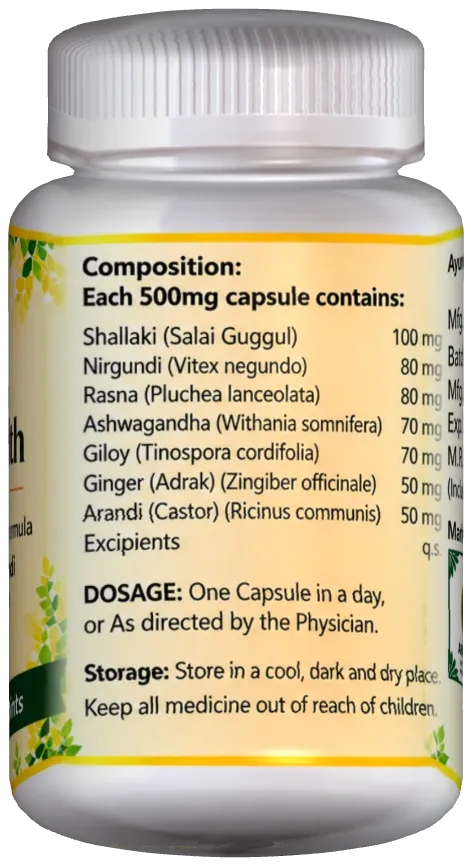 Composition:
Each 500mg capsule contains:
Shallaki (Salai Guggul) 100 mg
Nirgundi (Vitex negundo) 80 mg
Rasna (Pluchea lanceolata) 80 mg
Ashwagandha (Withania somnifera) 70 mg
Giloy (Tinospora cordifolia) 70 mg
Ginger (Adrak) (Zingiber officinale) 50 mg
Arandi (Castor) (Ricinus communis) 50 mg
Excipients q.s.
DOSAGE: One Capsule in a day,
or As directed by the Physician.
Storage: Store in a cool, dark and dry place.
Keep all medicine out of reach of children.